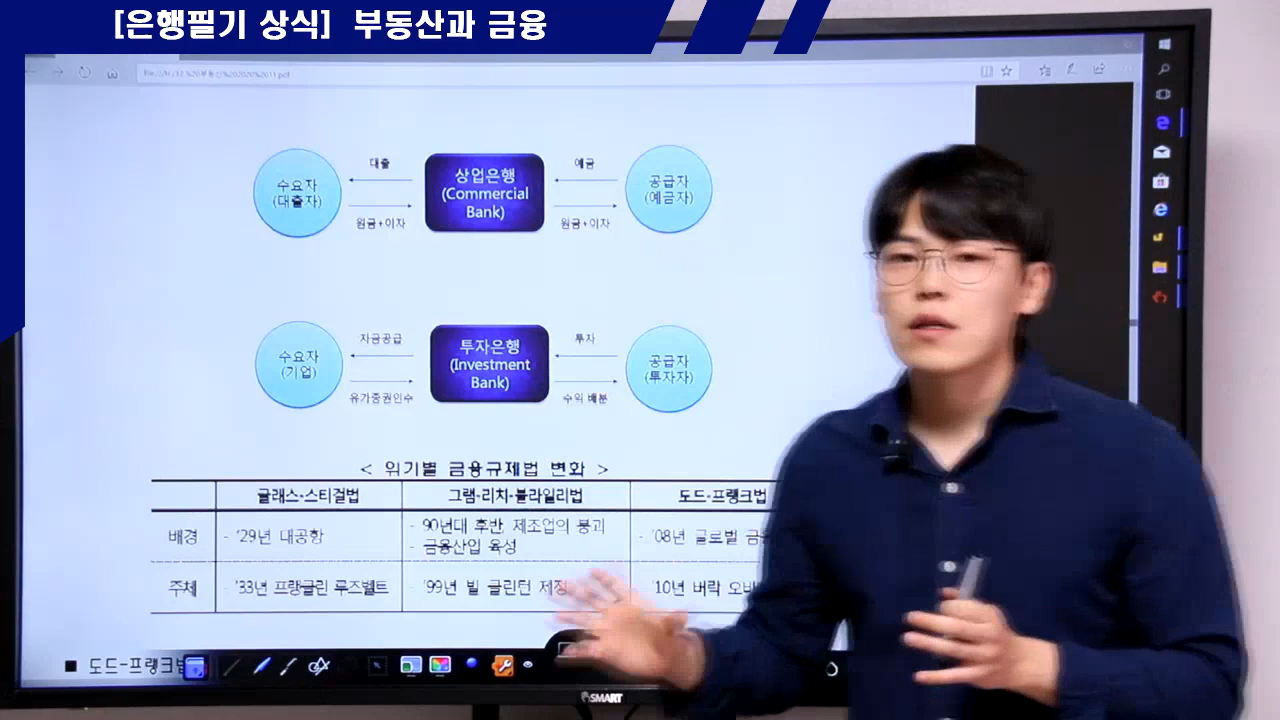 [은행필기 상식] 부동산과 금융
대출
예금
수요자
(대출자)
상업은행
(Commercial
Bank)
공급자
(예금자)
원금+이자
원금+이자
자금공급
투자
수요자
(기업)
투자은행
(Investment
Bank)
공급자
(투자자)
유가증권인수
수익 배분
< 위기별 금융규제법 변화 >
글래스-스티걸법 그램-리치-블라일리법 도드-프랭크법
배경 - '29년 대공항 - 90년대 후반, 제조업의 붕괴 - '08년 글로벌
- 금융산업 육성
주체 - '33년 프랭클린 루즈벨트 - '99년 빌 클린턴 제정 '10년 버락
■ 도드-프랭크
SMART